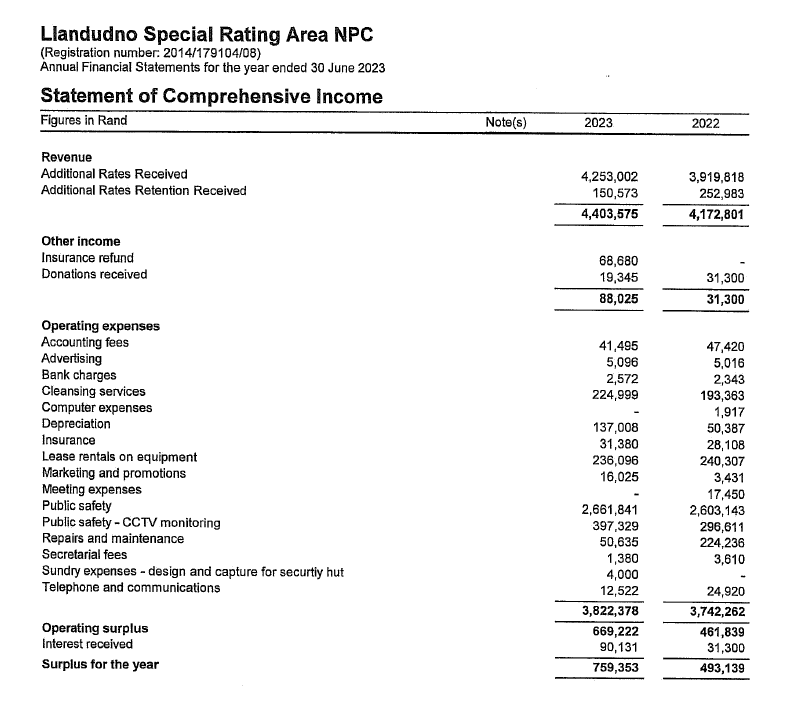 Llandudno Special Rating Area NPC
(Registration number: 2014/179104/08)
Annual Financial Statements for the year ended 30 June 2023
Statement of Comprehensive Income
Figures in Rand Note(s) 2023 2022
Revenue
Additional Rates Received 4,253,002 3,919,818
Additional Rates Retention Received 150,573 252,983
4,403,575 4,172,801
Other income
Insurance refund 68,680 -
Donations received 19,345 31,300
88,025 31,300
Operating expenses
Accounting fees 41,495 47,420
Advertising 5,096 5,016
Bank charges 2,572 2,343
Cleansing services 224,999 193,363
Computer expenses - 1,917
Depreciation 137,008 50,387
Insurance 31,380 28,108
Lease rentals on equipment 236,096 240,307
Marketing and promotions 16,025 3,431
Meeting expenses - 17,450
Public safety 2,661,841 2,603,143
Public safety - CCTV monitoring 397,329 296,611
Repairs and maintenance 50,635 224,236
Secretarial fees 1,380 3,610
Sundry expenses - design and capture for securtiy hut 4,000 -
Telephone and communications 12,522 24,920
3,822,378 3,742,262
Operating surplus 669,222 461,839
Interest received 90,131 31,300
Surplus for the year 759,353 493,139